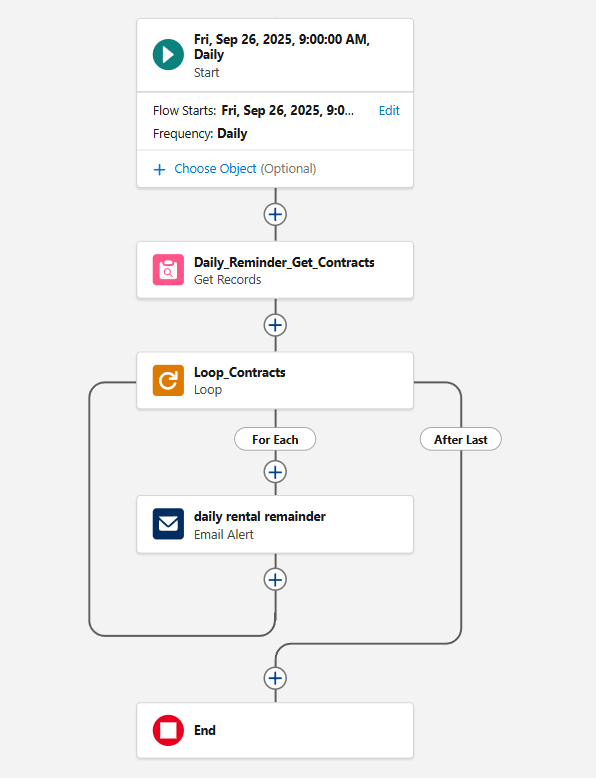 Fri, Sep 26, 2025, 9:00:00 AM,
Daily
Start
Flow Starts: Fri, Sep 26, 2025, 9:0... Edit
Frequency: Daily
Choose Object (Optional)
Daily_Reminder_Get_Contracts
Get Records
Loop_Contracts
Loop
For Each
After Last
daily rental remainder
Email Alert
End